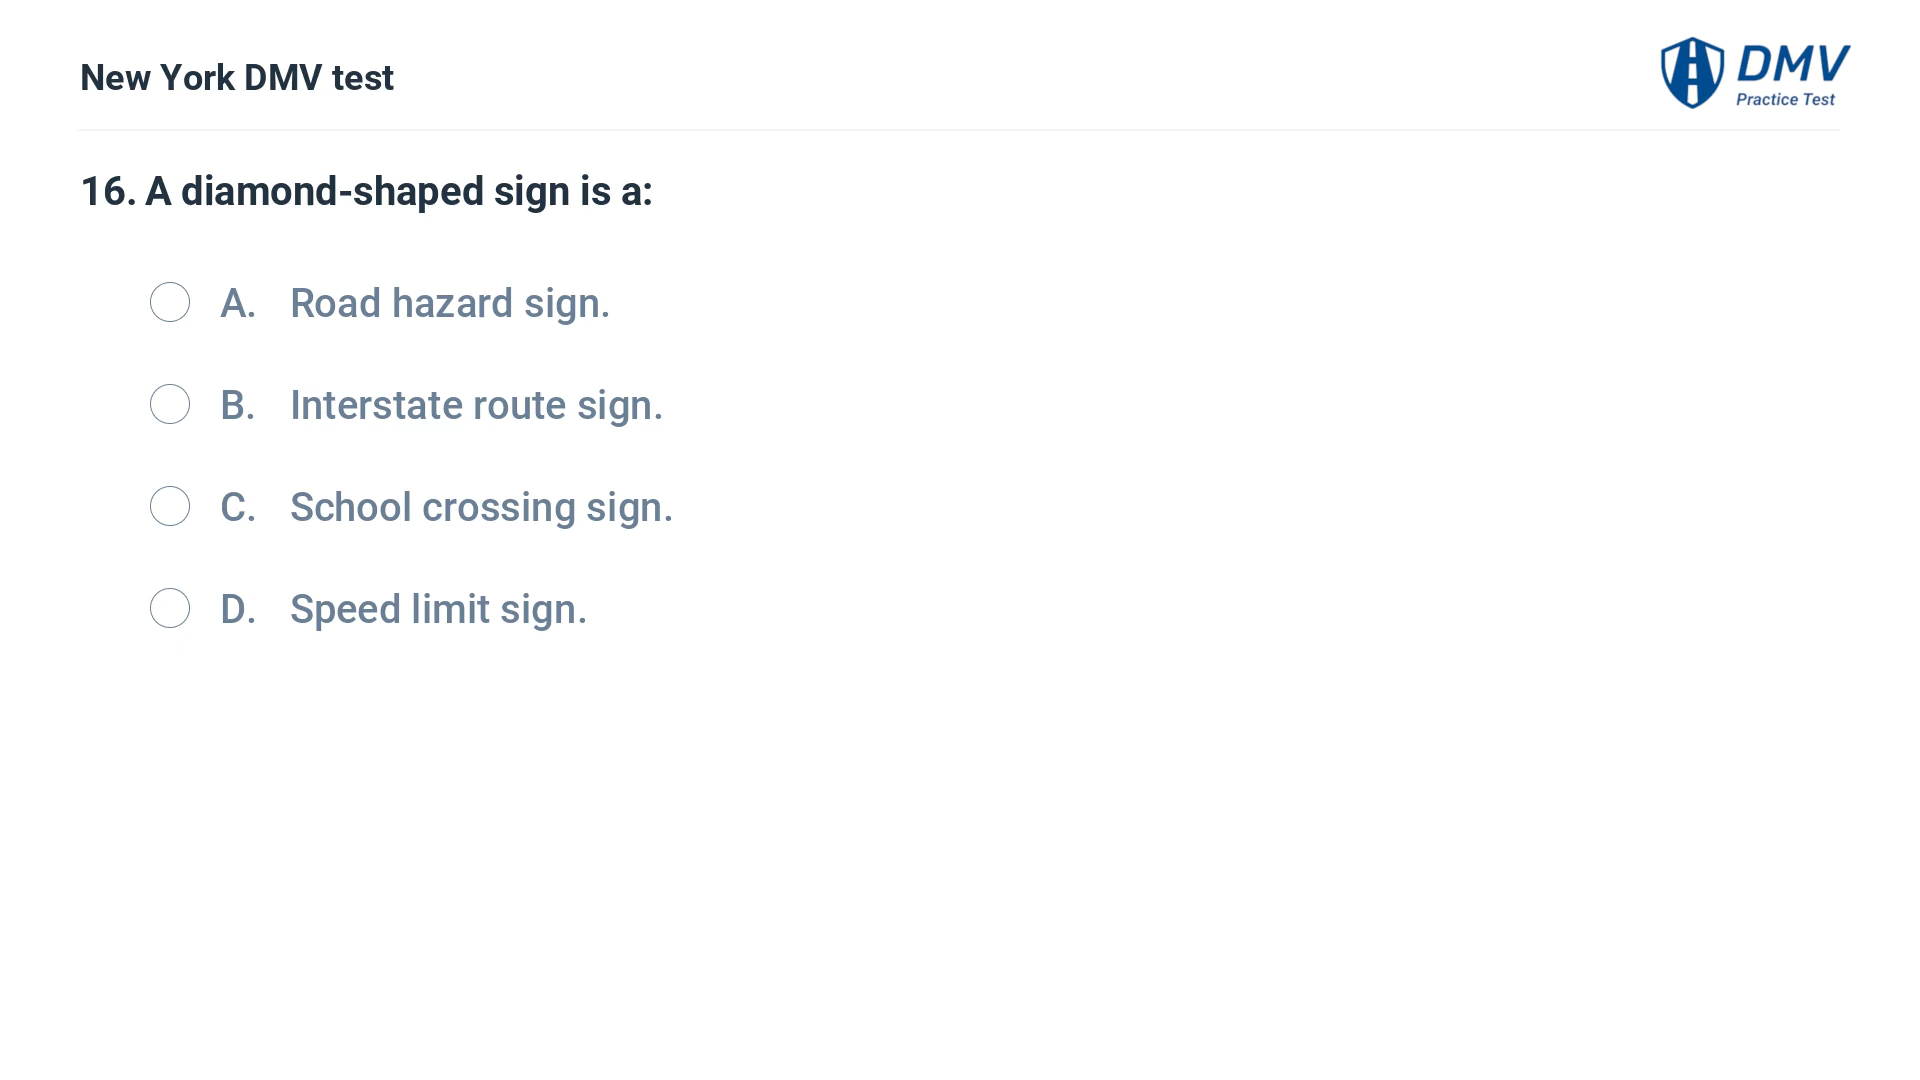 New York DMV test
DMV
Practice Test
16. A diamond-shaped sign is a:
A. Road hazard sign.
B. Interstate route sign.
C. School crossing sign.
D. Speed limit sign.